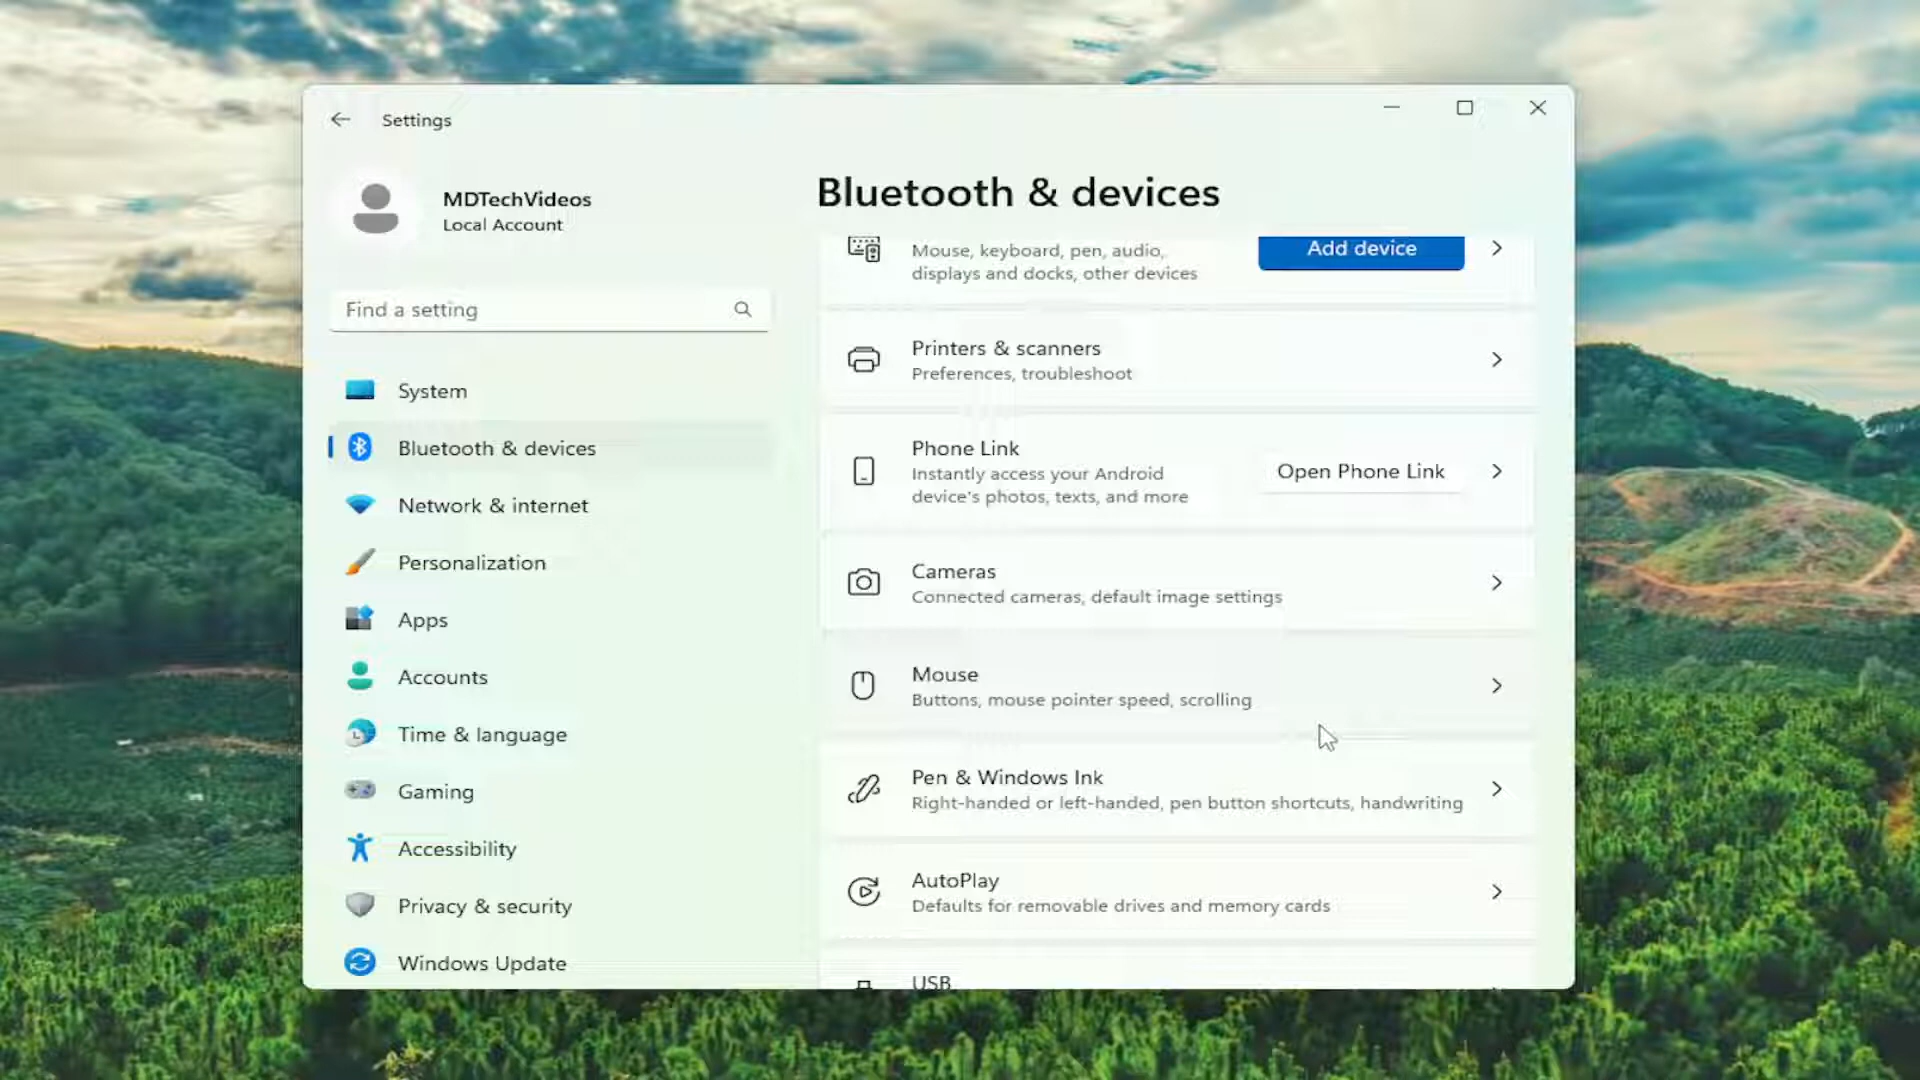 Settings
MDTechVideos
Local Account
Find a setting
System
Bluetooth & devices
Network & internet
Personalization
Apps
Accounts
Time & language
Gaming
Accessibility
Privacy & security
Windows Update
Bluetooth & devices
Mouse, keyboard, pen, audio,
displays and docks, other devices
Add device
Printers & scanners
Preferences, troubleshoot
Phone Link
Instantly access your Android
device's photos, texts, and more
Open Phone Link
Cameras
Connected cameras, default image settings
Mouse
Buttons, mouse pointer speed, scrolling
Pen & Windows Ink
Right-handed or left-handed, pen button shortcuts, handwriting
AutoPlay
Defaults for removable drives and memory cards
USB